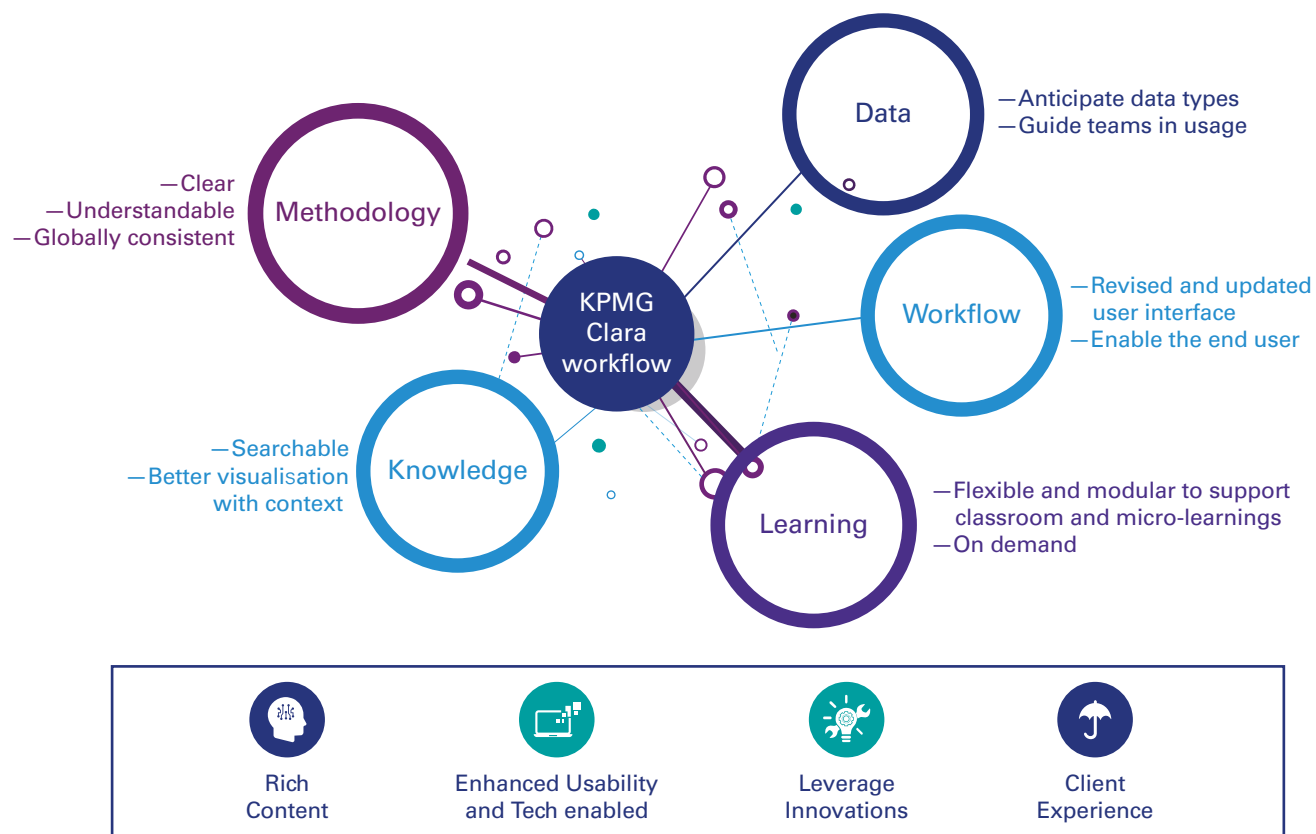 Data
—Anticipate data types
—Guide teams in usage
Methodology
—Clear
—Understandable
—Globally consistent
KPMG
Clara
workflow
Workflow
—Revised and updated
user interface
—Enable the end user
Knowledge
—Searchable
—Better visualisation
with context
Learning
—Flexible and modular to support
classroom and micro-learnings
—On demand
Rich
Content
Enhanced Usability
and Tech enabled
Leverage
Innovations
Client
Experience